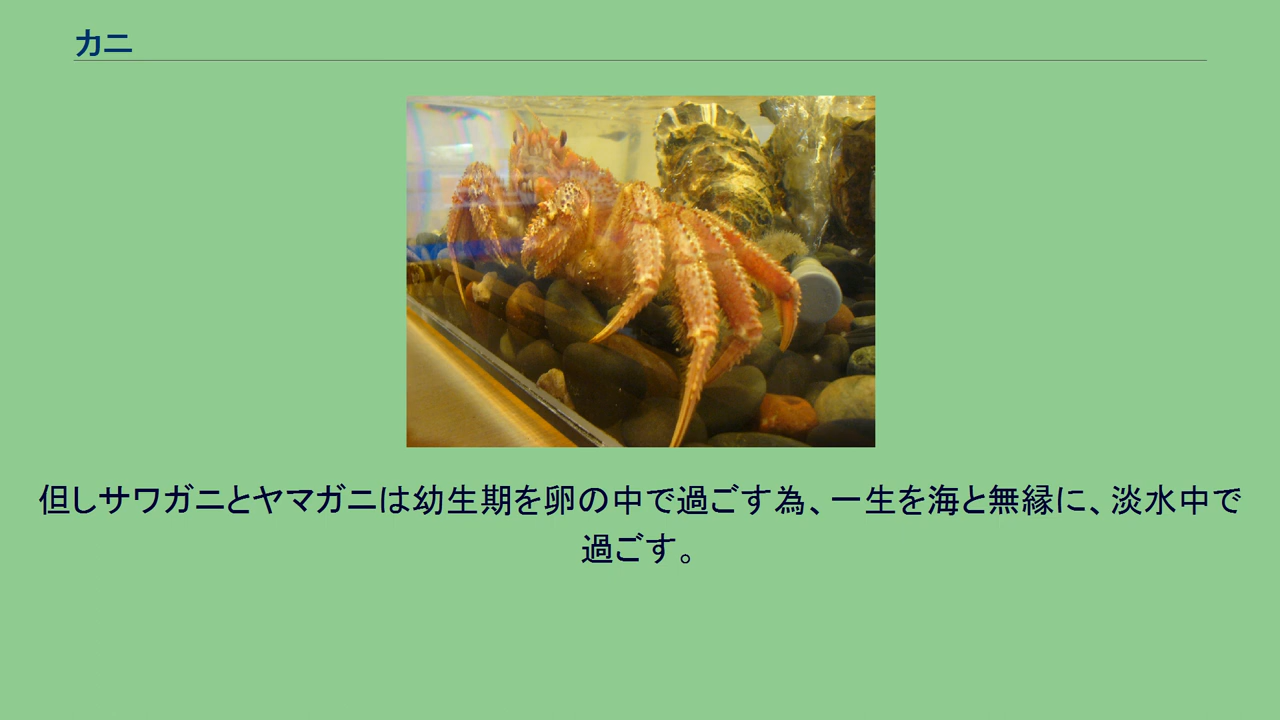 カニ
但しサワガニとヤマガニは幼生期を卵の中で過ごす為、一生を海と無縁に、淡水中で
過ごす。